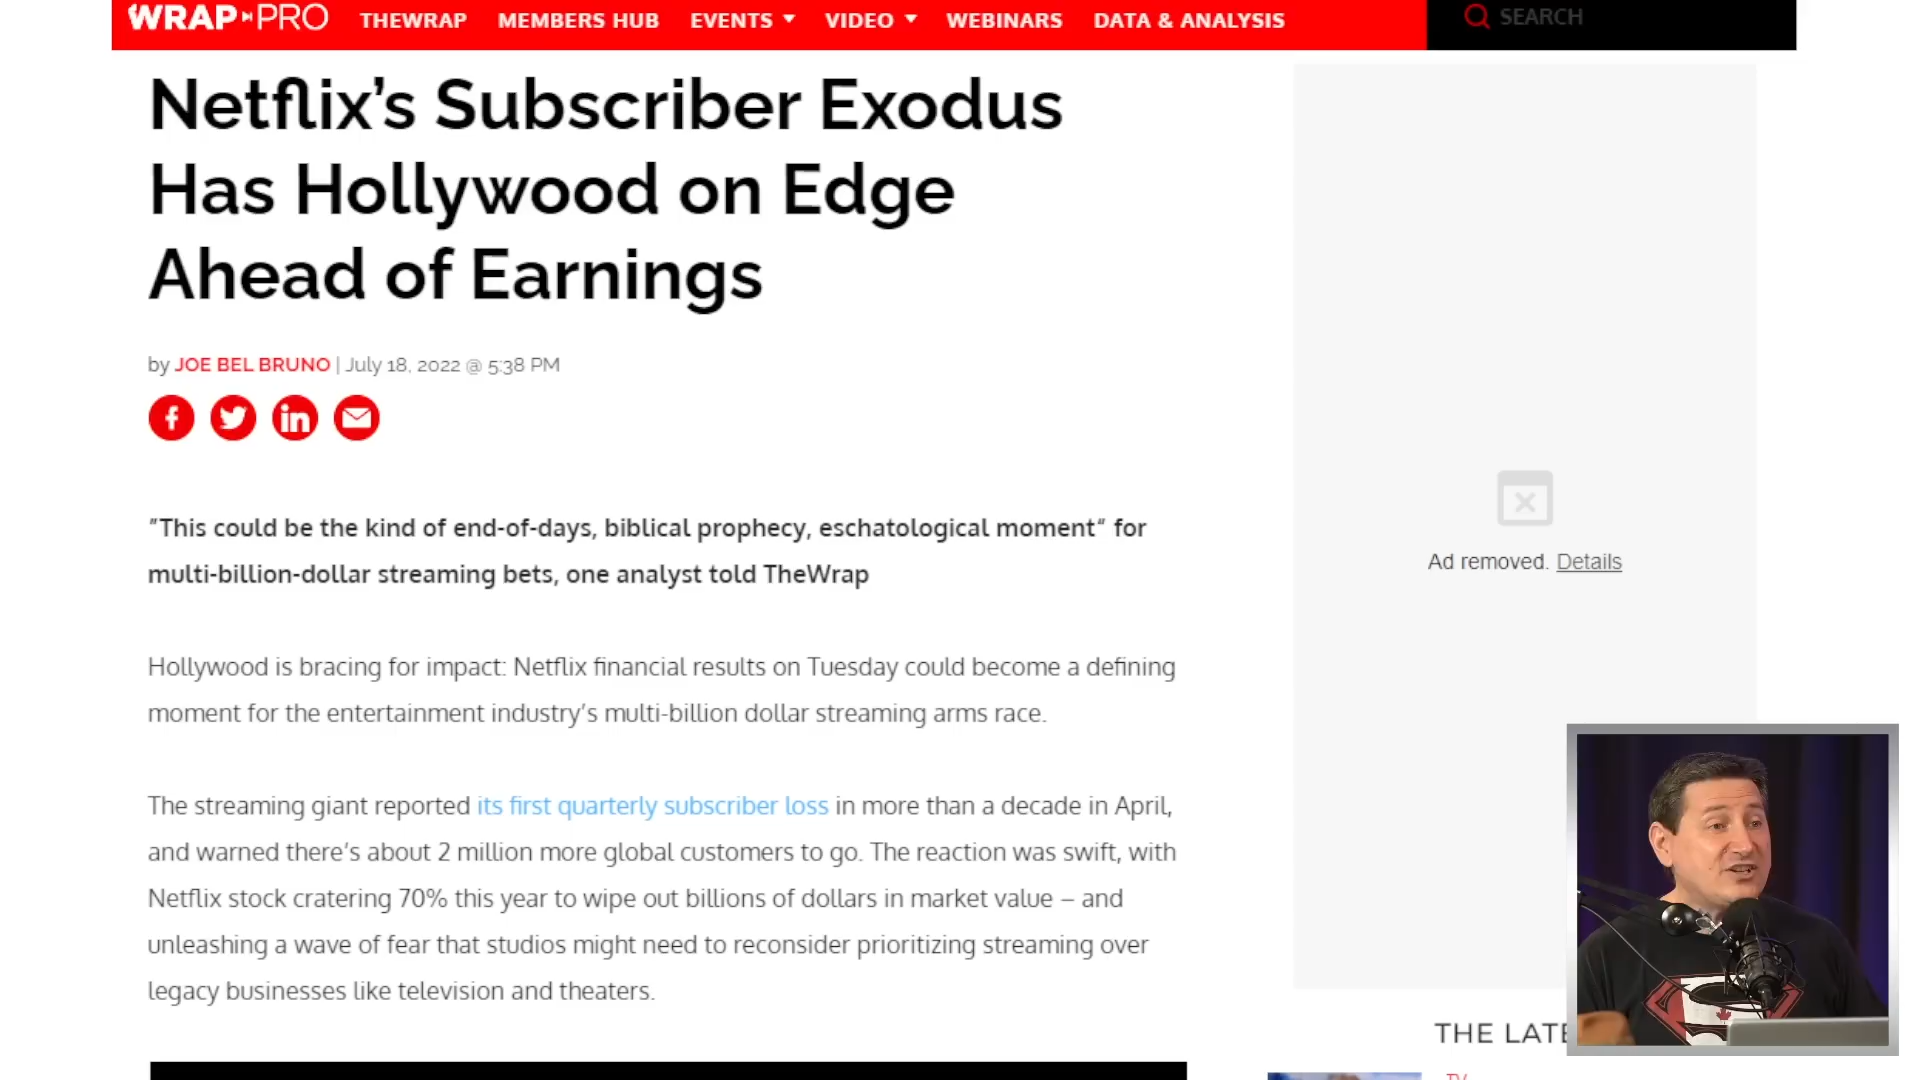 WRAP PRO THEWRAP MEMBERS HUB EVENTS VIDEO WEBINARS DATA & ANALYSIS SEARCH
Netflix’s Subscriber Exodus
Has Hollywood on Edge
Ahead of Earnings
by JOE BEL BRUNO | July 18, 2022 @ 5:38 PM
"This could be the kind of end-of-days, biblical prophecy, eschatological moment“ for
multi-billion-dollar streaming bets, one analyst told TheWrap
Hollywood is bracing for impact: Netflix financial results on Tuesday could become a defining
moment for the entertainment industry’s multi-billion dollar streaming arms race.
The streaming giant reported its first quarterly subscriber loss in more than a decade in April,
and warned there’s about 2 million more global customers to go. The reaction was swift, with
Netflix stock cratering 70% this year to wipe out billions of dollars in market value – and
unleashing a wave of fear that studios might need to reconsider prioritizing streaming over
legacy businesses like television and theaters.
Ad removed. Details
THE LATE